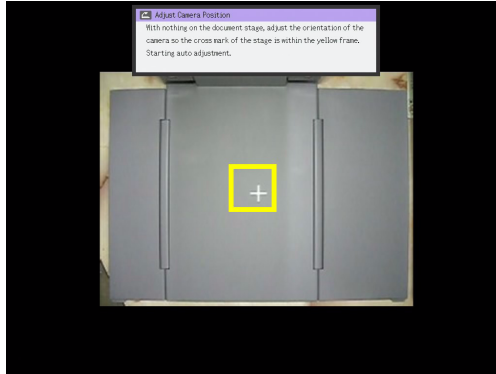 Adjust Camera Position
With nothing on the document stage, adjust the orientation of the
camera so the cross mark of the stage is within the yellow frame.
Starting auto adjustment.